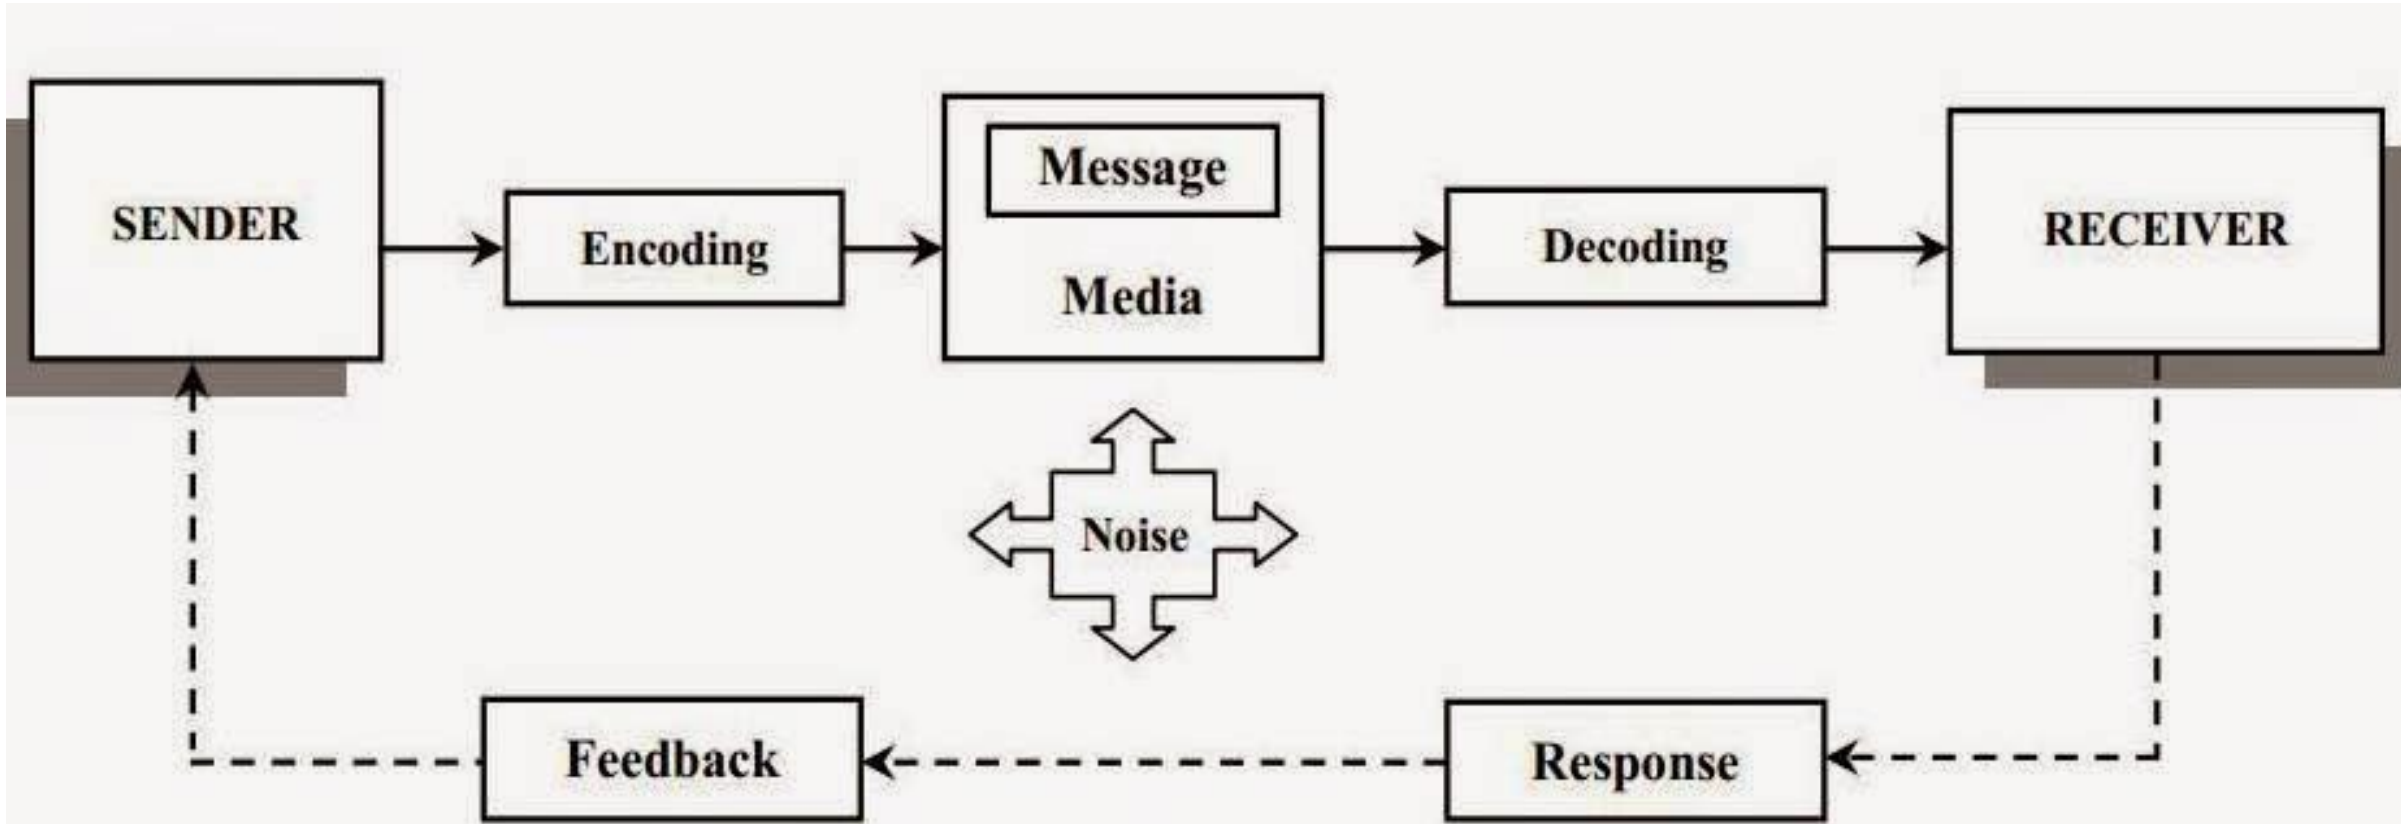 SENDER
Encoding
Message
Media
Decoding
RECEIVER
Noise
Feedback
Response